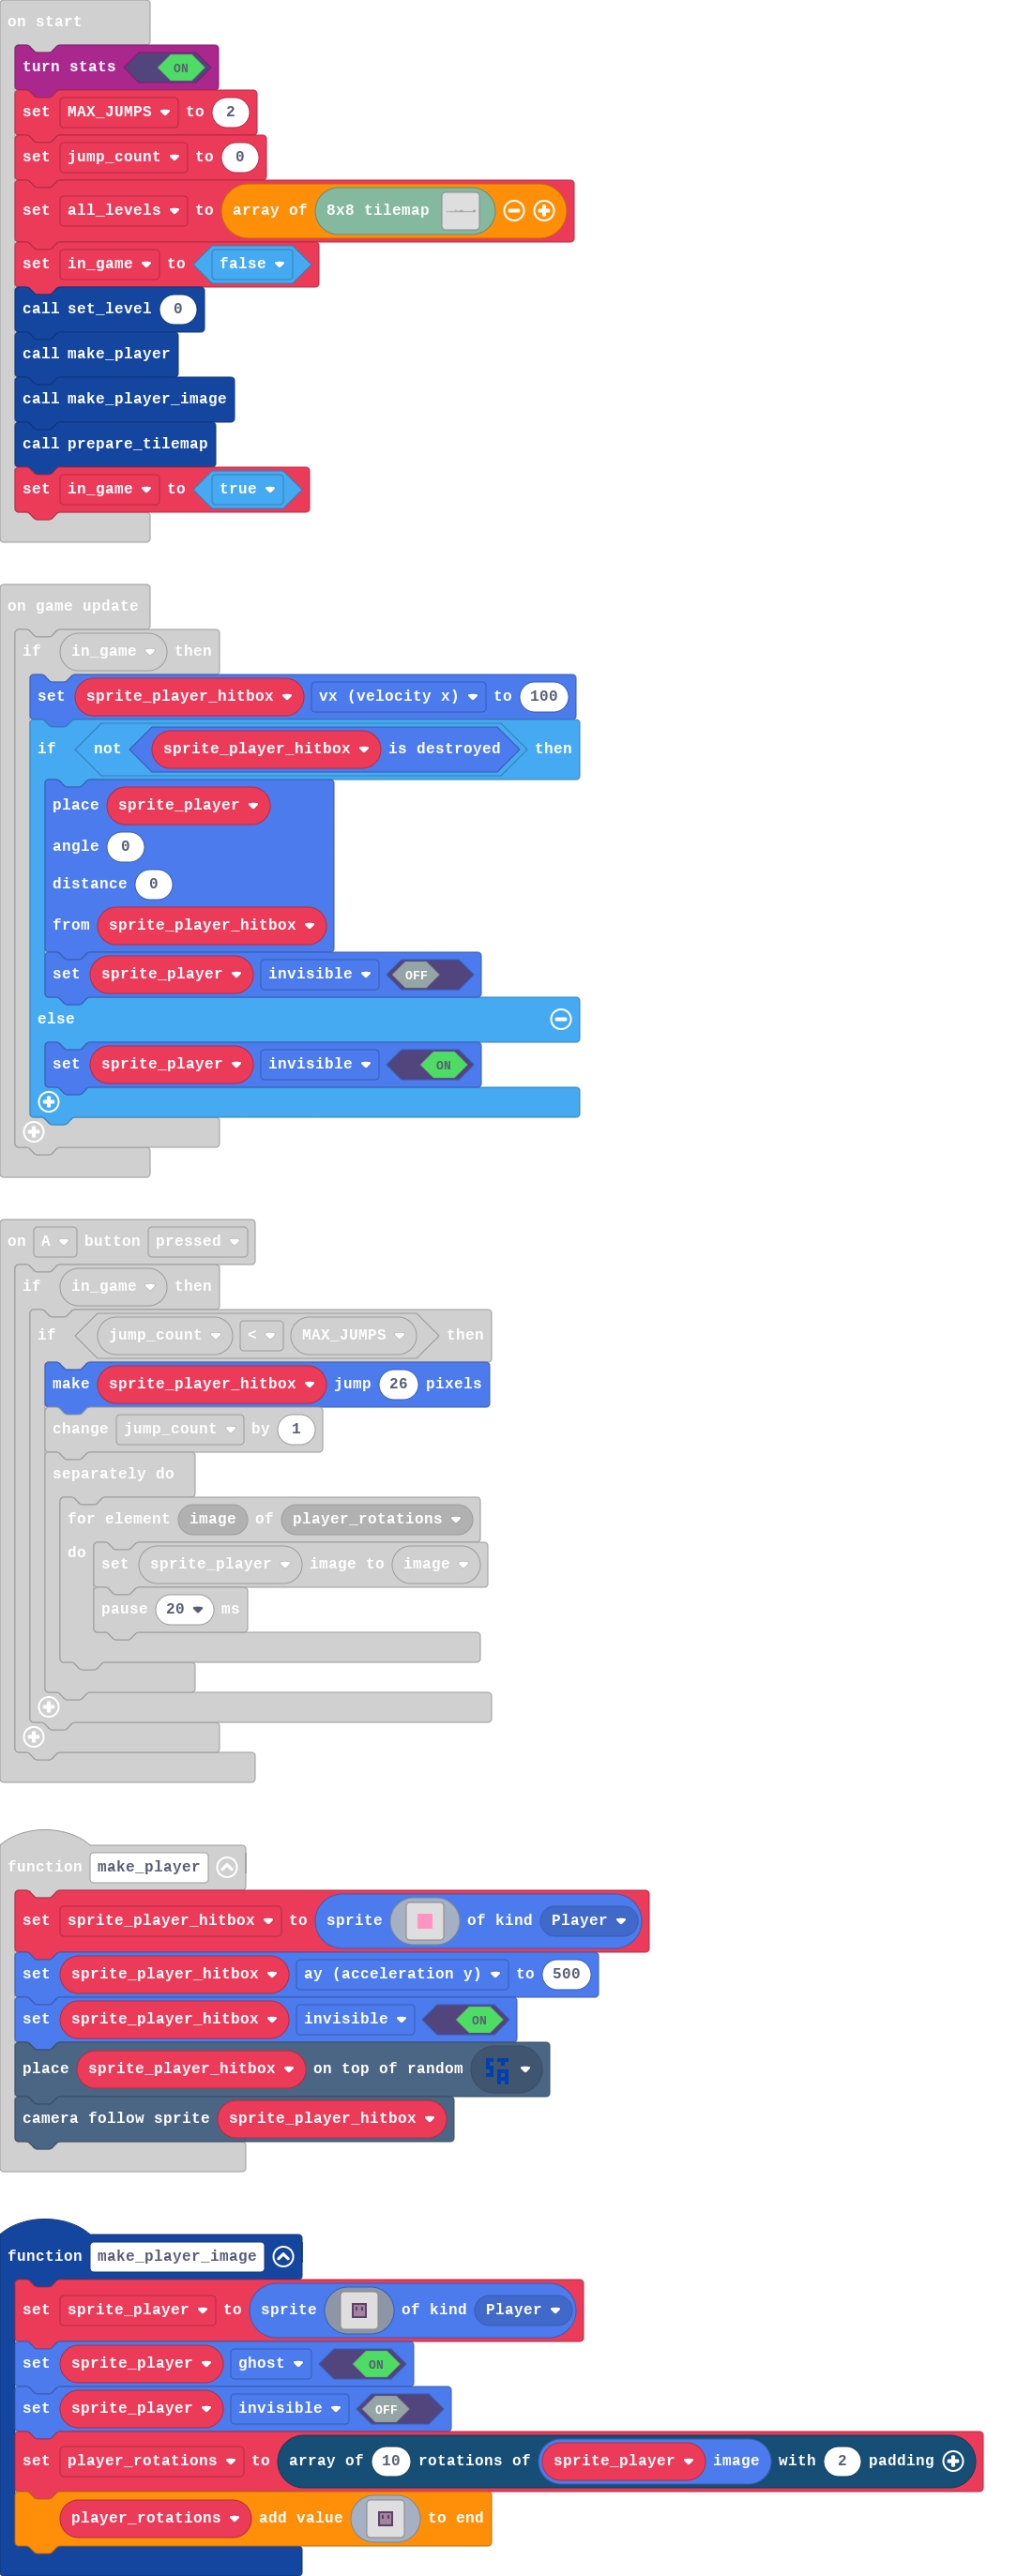 on start
turn stats ON
set MAX_JUMPS to 2
set jump_count to 0
set all_levels to array of 8x8 tilemap
set in_game to false
call set_level 0
call make_player
call make_player_image
call prepare_tilemap
set in_game to true
on game update
if in_game then
set sprite_player_hitbox vx (velocity x) to 100
if not sprite_player_hitbox is destroyed then
place sprite_player
angle 0
distance 0
from sprite_player_hitbox
set sprite_player invisible OFF
else
set sprite_player invisible ON
on A button pressed
if in_game then
if jump_count < MAX_JUMPS then
make sprite_player_hitbox jump 26 pixels
change jump_count by 1
separately do
for element image of player_rotations
do
set sprite_player image to image
pause 20 ms
function make_player
set sprite_player_hitbox to sprite of kind Player
set sprite_player_hitbox ay (acceleration y) to 500
set sprite_player_hitbox invisible ON
place sprite_player_hitbox on top of random
camera follow sprite sprite_player_hitbox
function make_player_image
set sprite_player to sprite of kind Player
set sprite_player ghost ON
set sprite_player invisible OFF
set player_rotations to array of 10 rotations of sprite_player image with 2 padding
player_rotations add value to end